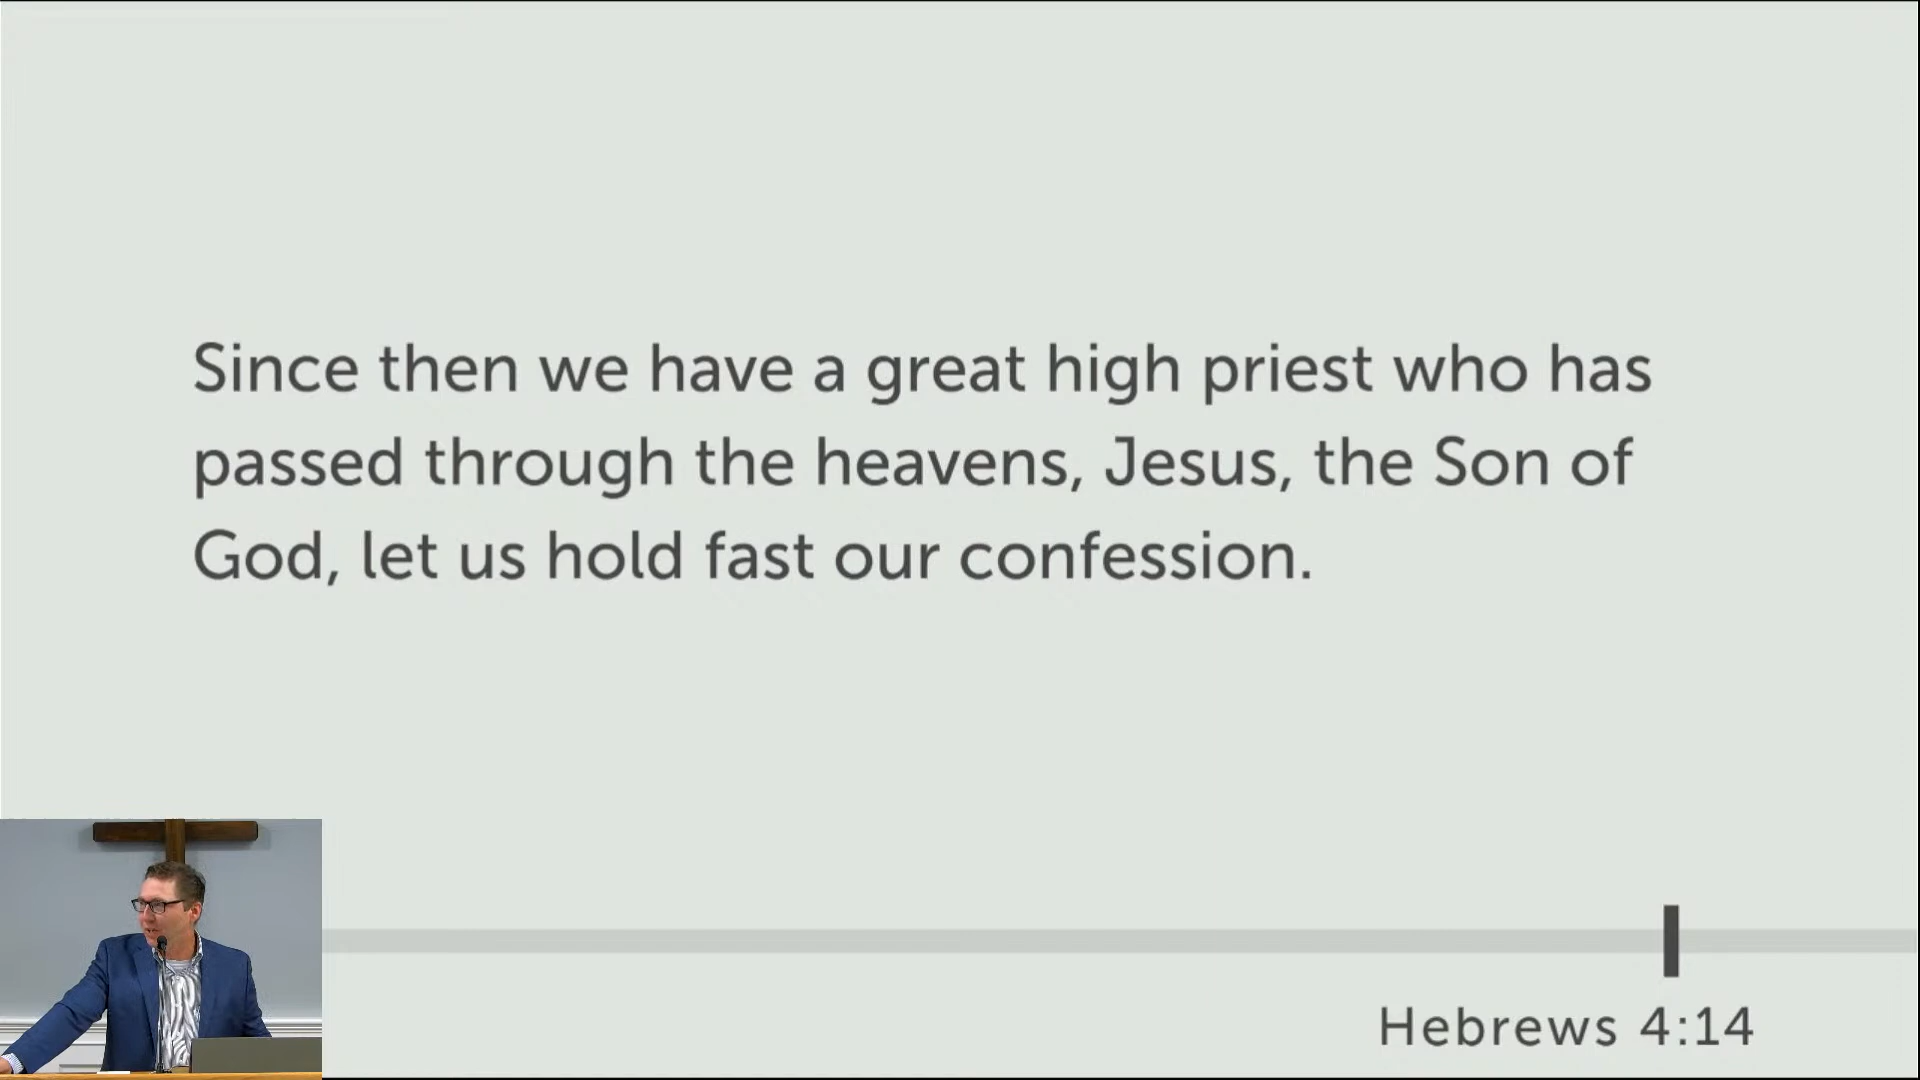 Since then we have a great high priest who has
passed through the heavens, Jesus, the Son of
God, let us hold fast our confession.
Hebrews 4:14